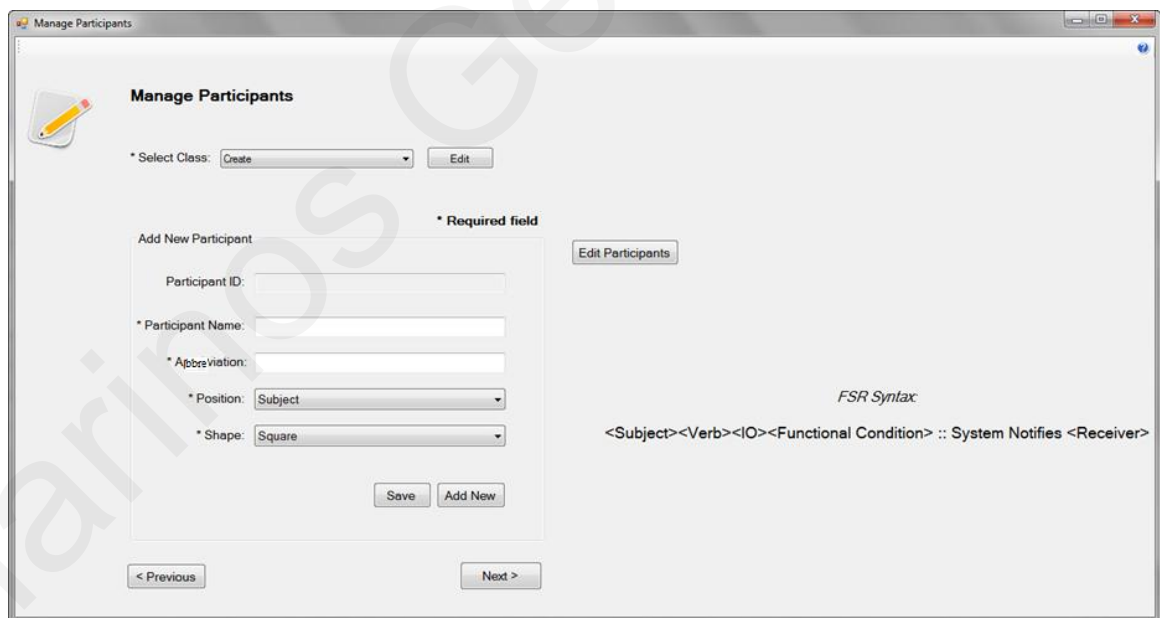 Manage Participants
Manage Participants
* Select Class: Create Edit
* Required field
Add New Participant
Edit Participants
Participant ID:
* Participant Name:
* Abbreviation:
* Position: Subject
FSR Syntax:
* Shape: Square
<Subject><Verb><IO><Functional Condition> :: System Notifies <Receiver>
Save Add New
< Previous Next >